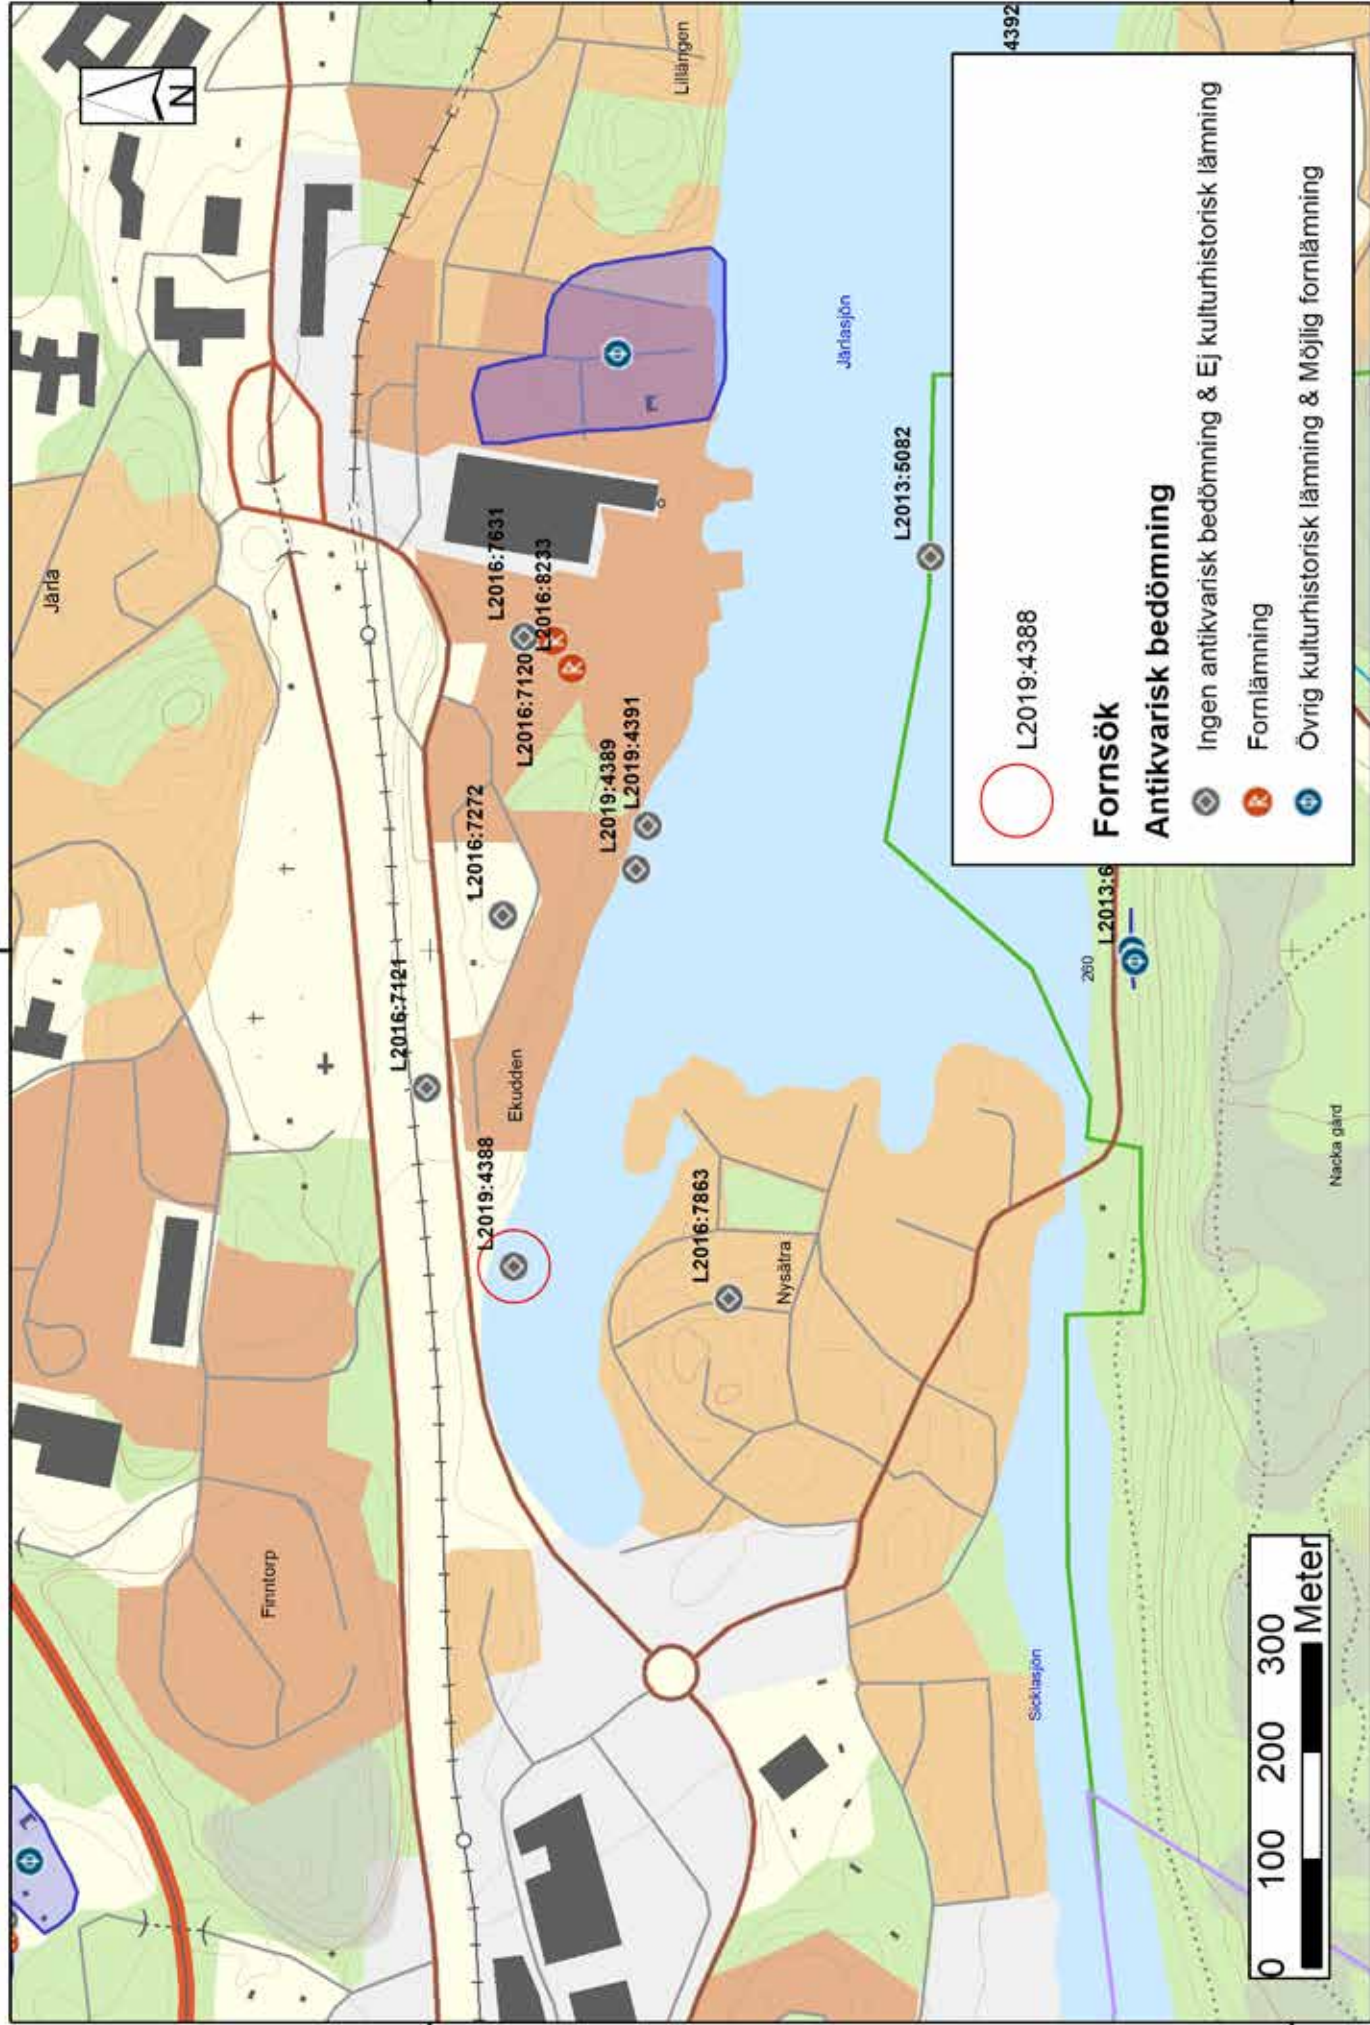 N
Järla
Lillängen
L2016:7631
L2016:8233
L2016:7120
L2016:7272
L2019:4389
L2019:4391
L2016:7121
Ekudden
L2019:4388
Finntorp
L2016:7863
Nysätra
Järlasjön
L2013:5082
4392
260
L2013:6
Nacka gård
Sicklasjön
L2019:4388
Fornsök
Antikvarisk bedömning
Ingen antikvarisk bedömning & Ej kulturhistorisk lämning
R Fornlämning
Övrig kulturhistorisk lämning & Möjlig fornlämning
0 100 200 300
Meter